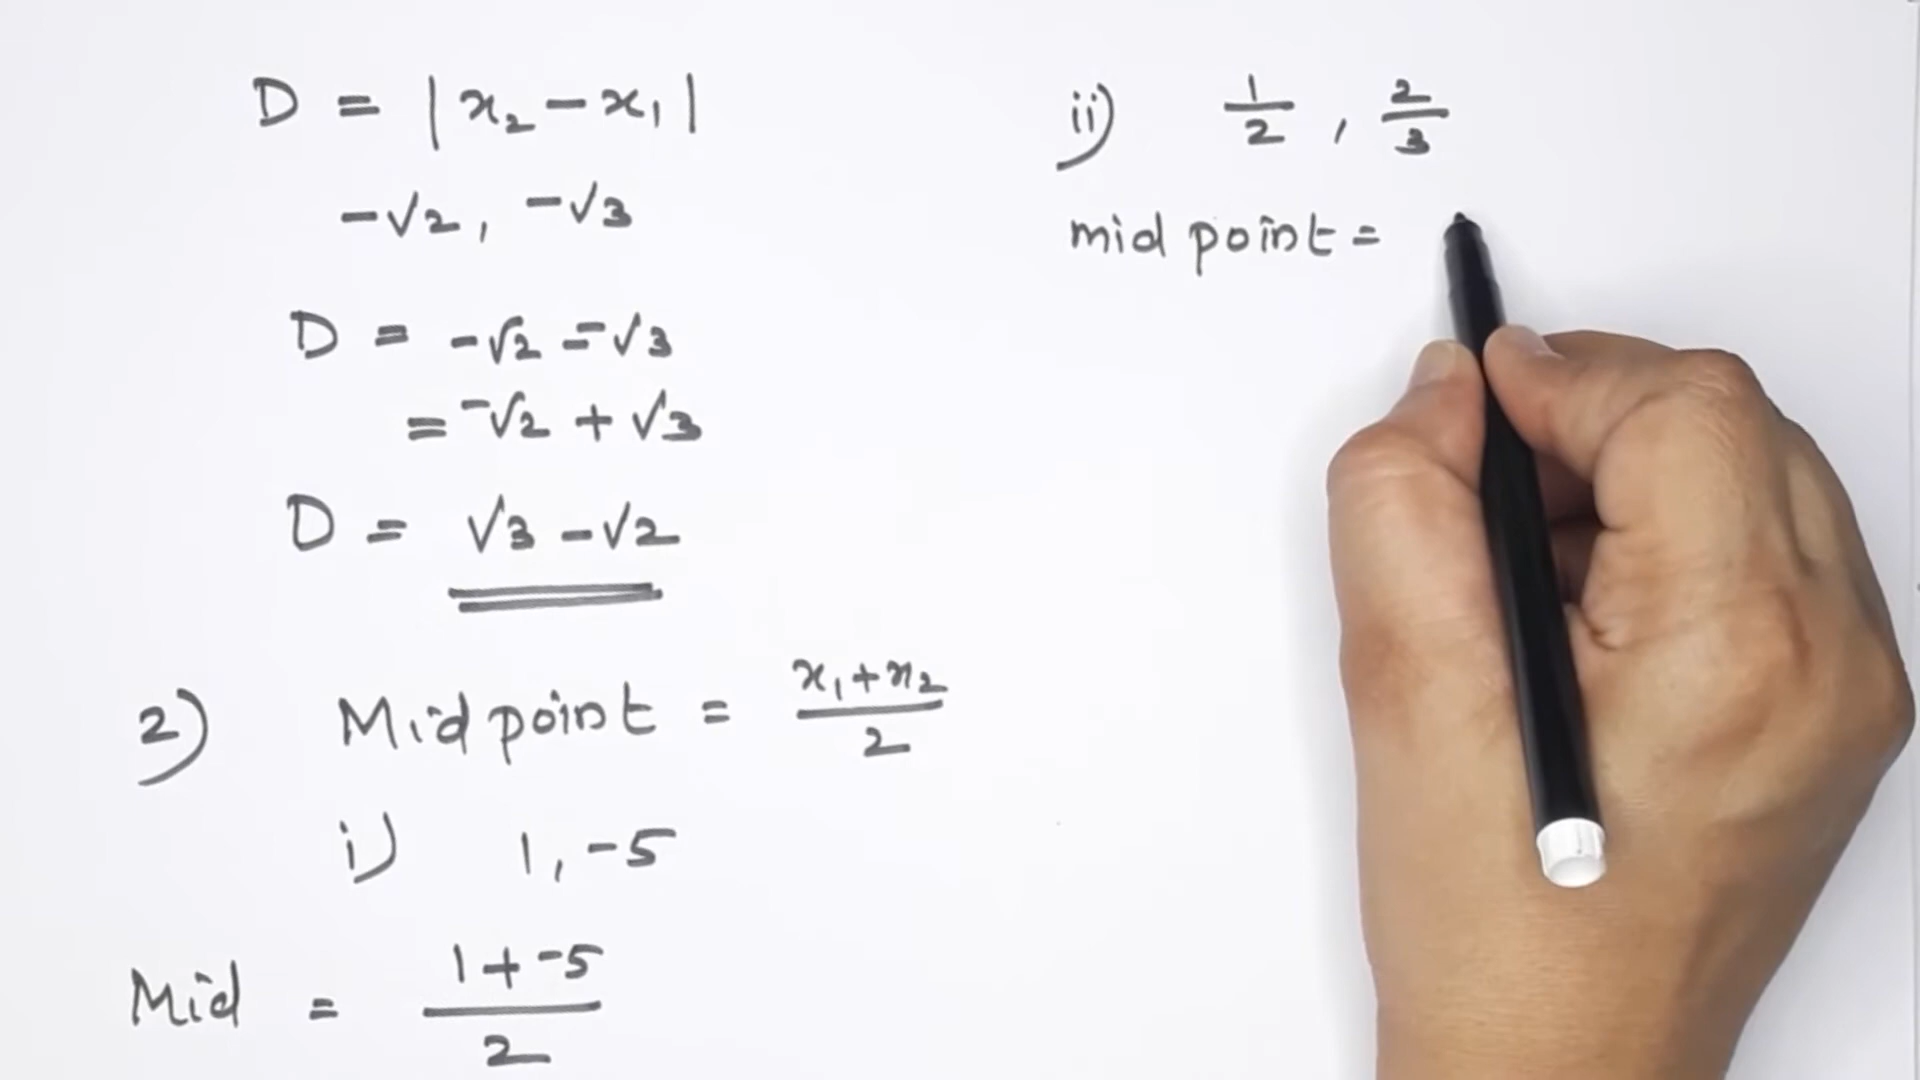 D = |x₂ - x₁|
-√2, -√3
D = -√2 - -√3
= -√2 + √3
D = √3 - √2
2) Midpoint = (x₁+x₂)/2
i) 1, -5
Mid = (1 + -5)/2
ii) 1/2, 2/3
mid point =